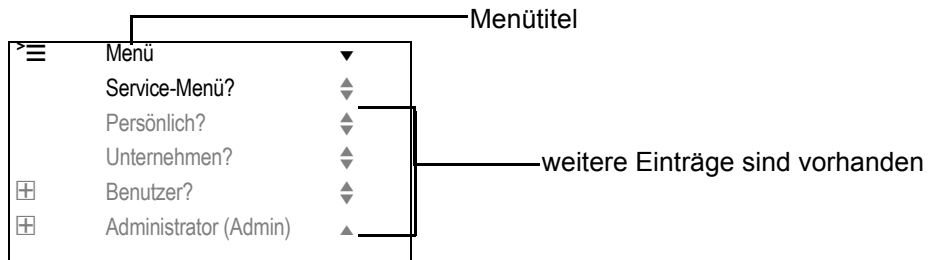 Menütitel
Menü
Service-Menü?
Persönlich?
Unternehmen?
weitere Einträge sind vorhanden
Benutzer?
Administrator (Admin)